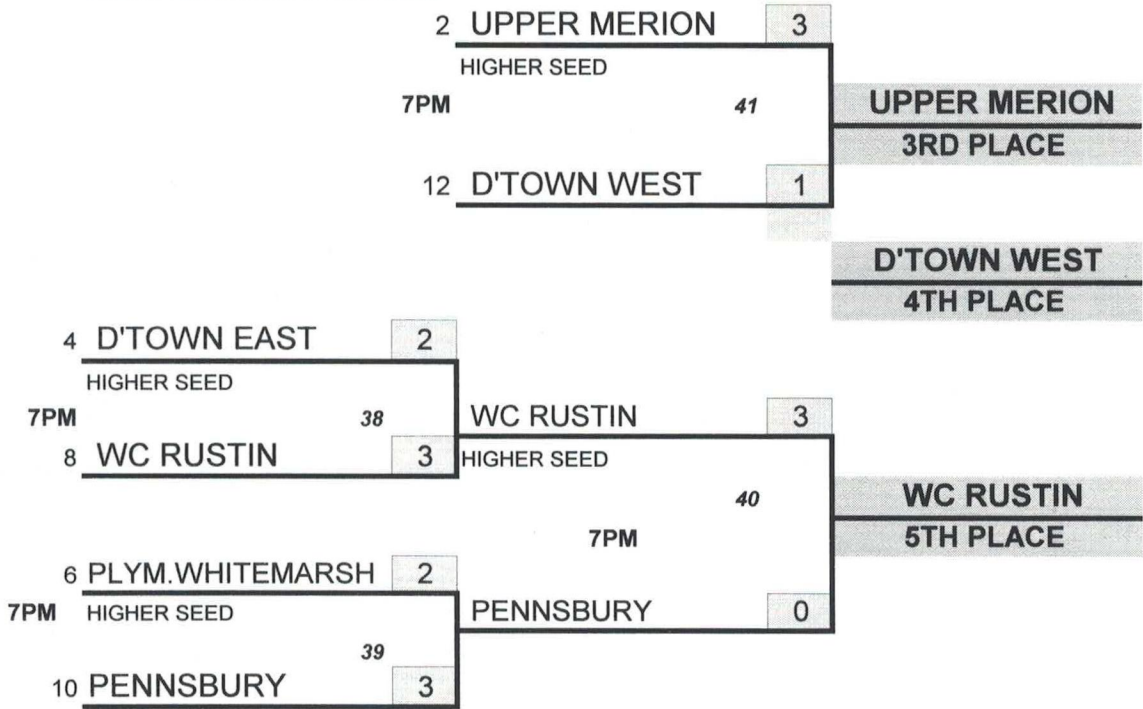 2 UPPER MERION 3
HIGHER SEED
7PM 41
UPPER MERION
3RD PLACE
12 D'TOWN WEST 1
D'TOWN WEST
4TH PLACE
4 D'TOWN EAST 2
HIGHER SEED
7PM 38
WC RUSTIN 3
8 WC RUSTIN 3
HIGHER SEED
40
WC RUSTIN
7PM
5TH PLACE
6 PLYM.WHITEMARSH 2
7PM HIGHER SEED
PENNSBURY 0
39
10 PENNSBURY 3